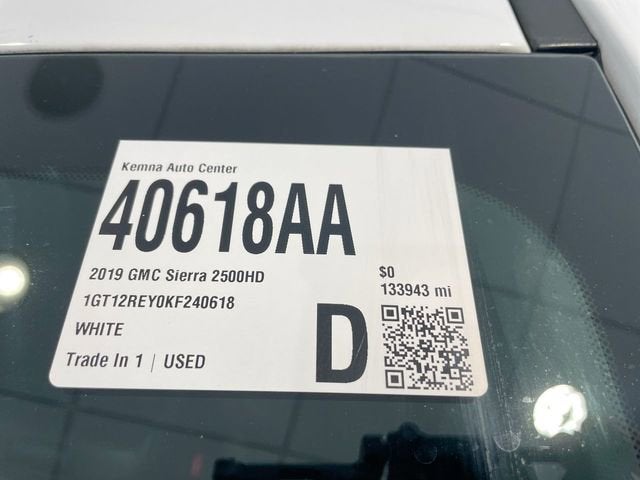 Kemna Auto Center
40618AA
2019 GMC Sierra 2500HD
$0
1GT12REY0KF240618
133943 mi
WHITE
Trade In 1 | USED
D